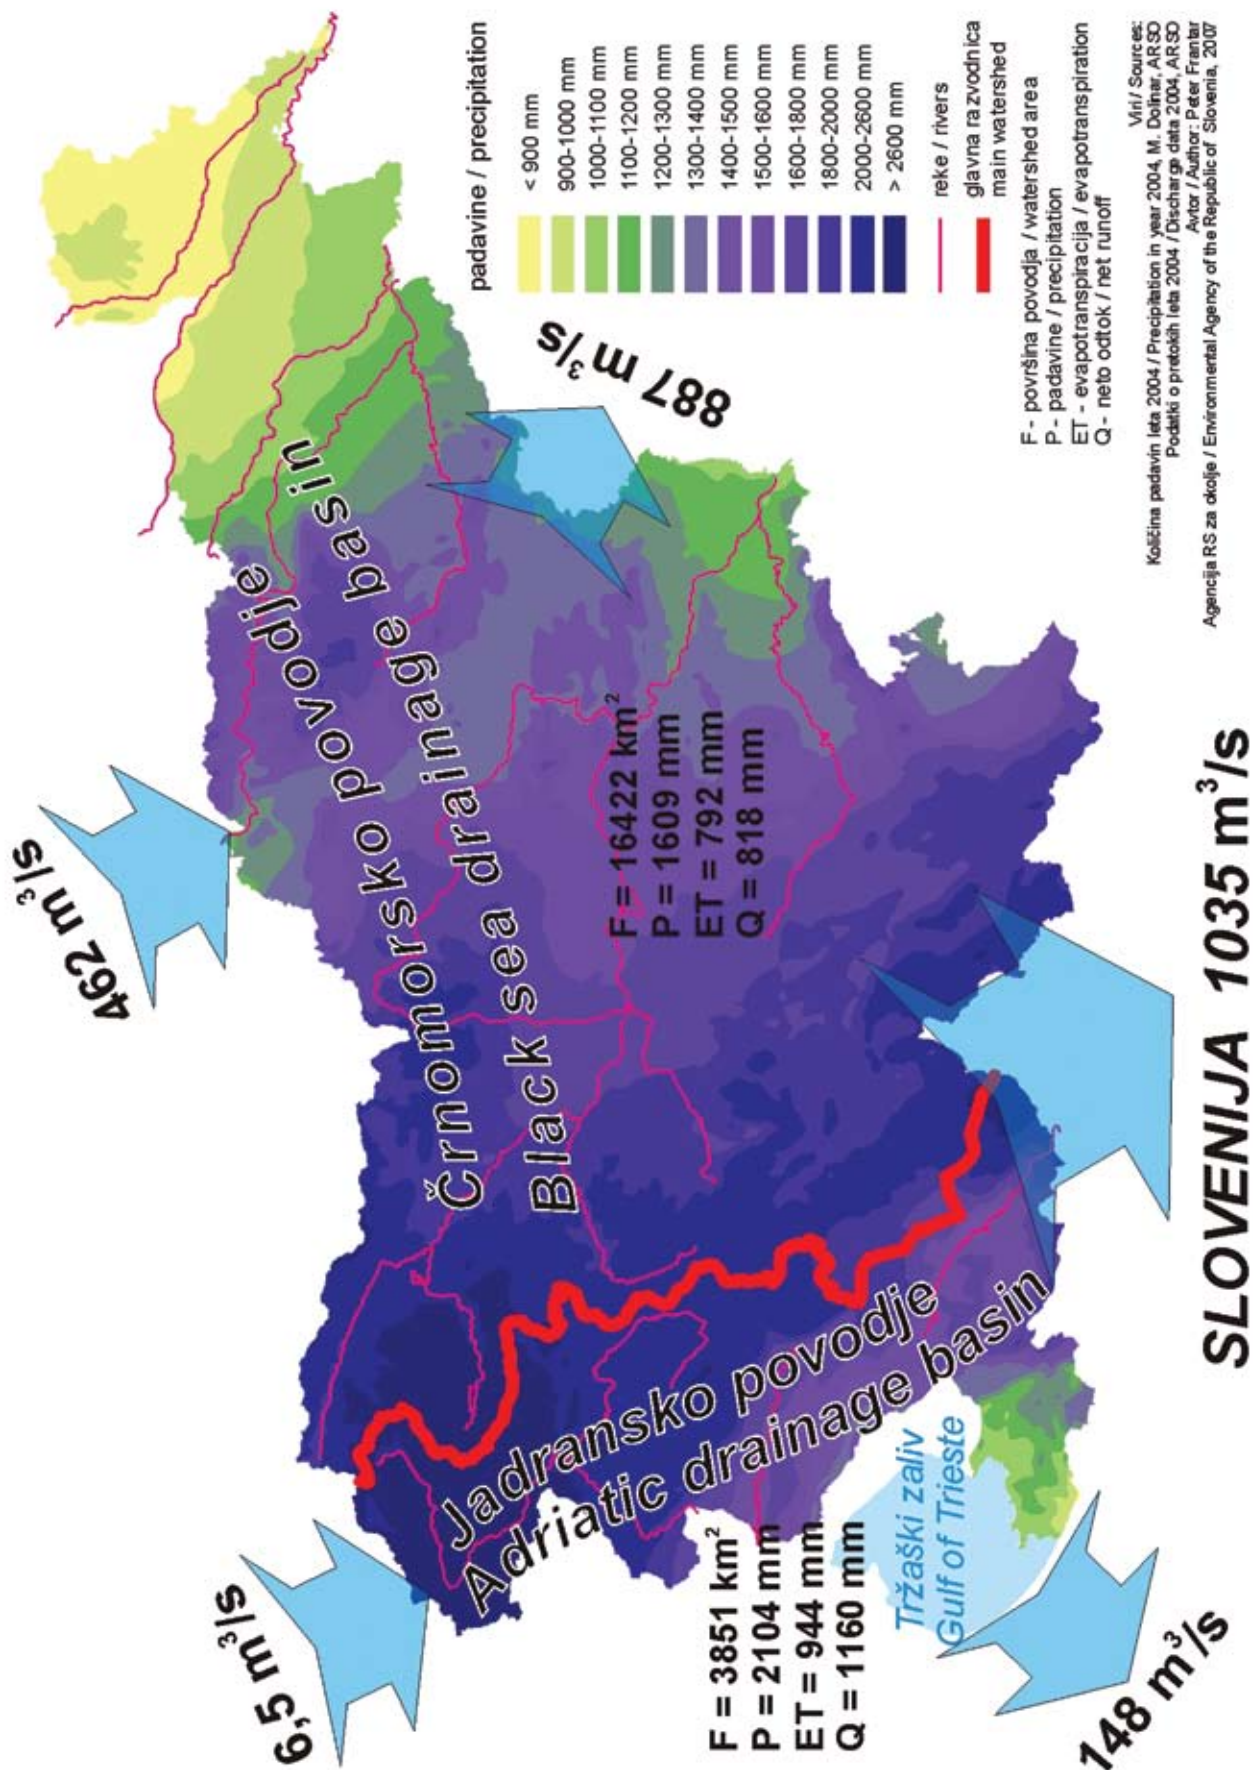 462 m³/s
6,5 m³/s
887 m³/s
148 m³/s
Črnomorsko povodje
Black sea drainage basin
F = 16422 km²
P = 1609 mm
ET = 792 mm
Q = 818 mm
Jadransko povodje
Adriatic drainage basin
F = 3851 km²
P = 2104 mm
ET = 944 mm
Q = 1160 mm
Tržaški zaliv
Gulf of Trieste
SLOVENIJA 1035 m³/s
padavine / precipitation
< 900 mm
900-1000 mm
1000-1100 mm
1100-1200 mm
1200-1300 mm
1300-1400 mm
1400-1500 mm
1500-1600 mm
1600-1800 mm
1800-2000 mm
2000-2600 mm
> 2600 mm
reke / rivers
glavna razvodnica
main watershed
F - površina povodja / watershed area
P - padavine / precipitation
ET - evapotranspiracija / evapotranspiration
Q - neto odtok / net runoff
Viri / Sources:
Količina padavin leta 2004 / Precipitation in year 2004, M. Dolinar, ARSO
Podatki o pretokih leta 2004 / Discharge data 2004, ARSO
Avtor / Author: Peter Frantar
Agencija RS za okolje / Environmental Agency of the Republic of Slovenia, 2007